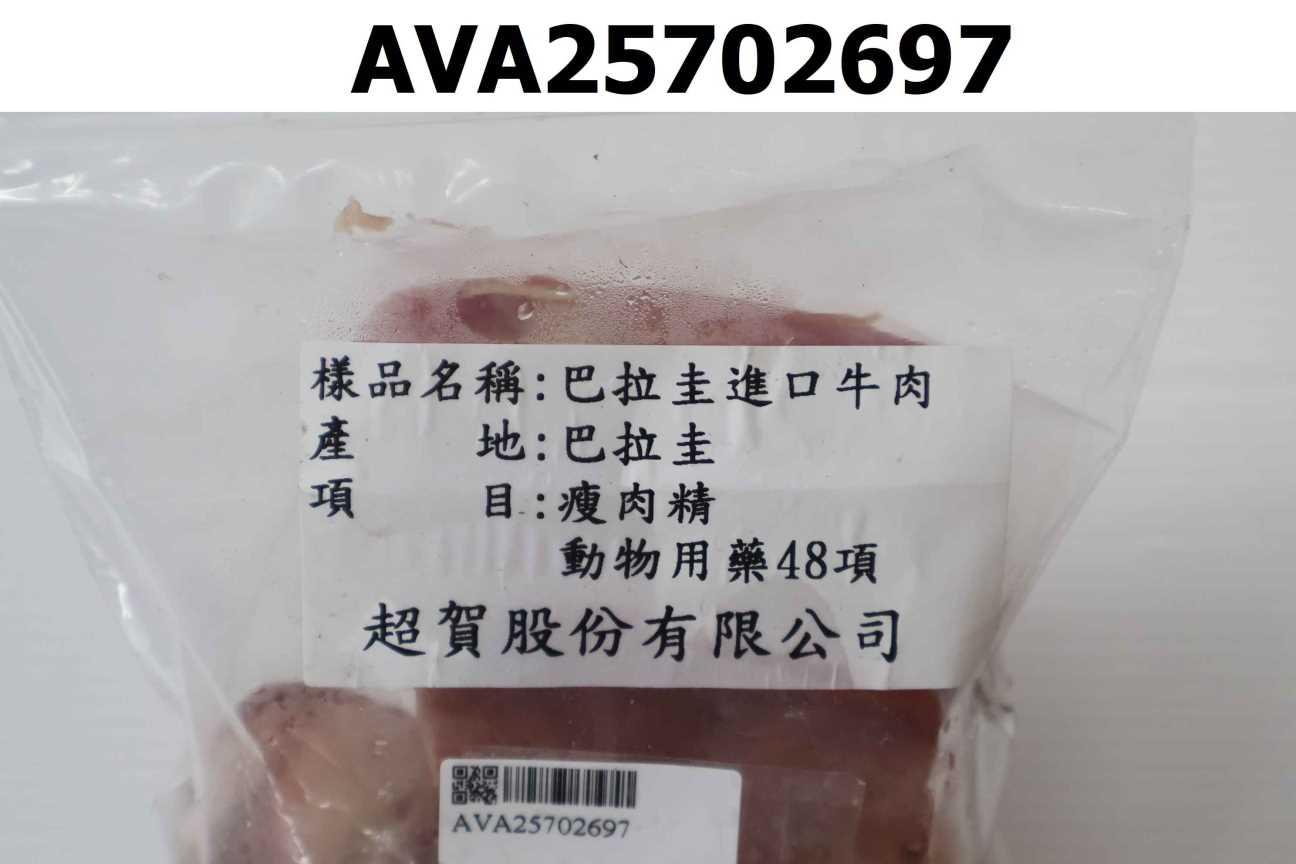 AVA25702697
樣品名稱:巴拉圭進口牛肉
產　　地:巴拉圭
項　　目:瘦肉精
動物用藥48項
超賀股份有限公司
AVA25702697